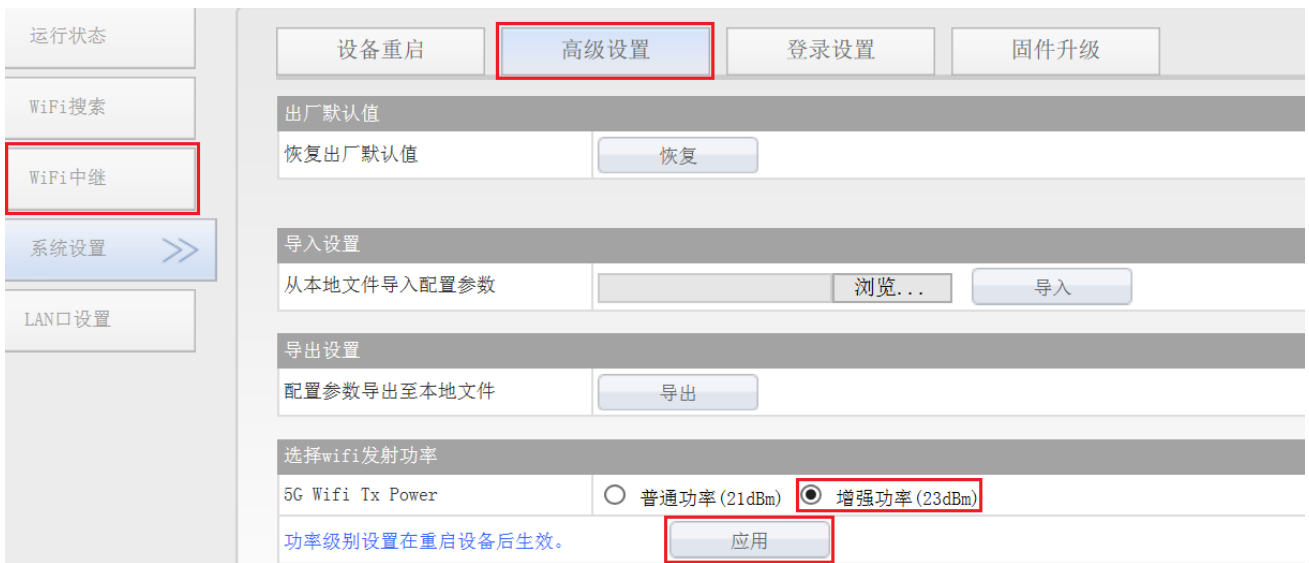 运行状态
WiFi搜索
WiFi中继
系统设置
LAN口设置
设备重启 高级设置 登录设置 固件升级
出厂默认值
恢复出厂默认值 恢复
导入设置
从本地文件导入配置参数 浏览... 导入
导出设置
配置参数导出至本地文件 导出
选择wifi发射功率
5G Wifi Tx Power 普通功率(21dBm) 增强功率(23dBm)
功率级别设置在重启设备后生效。 应用